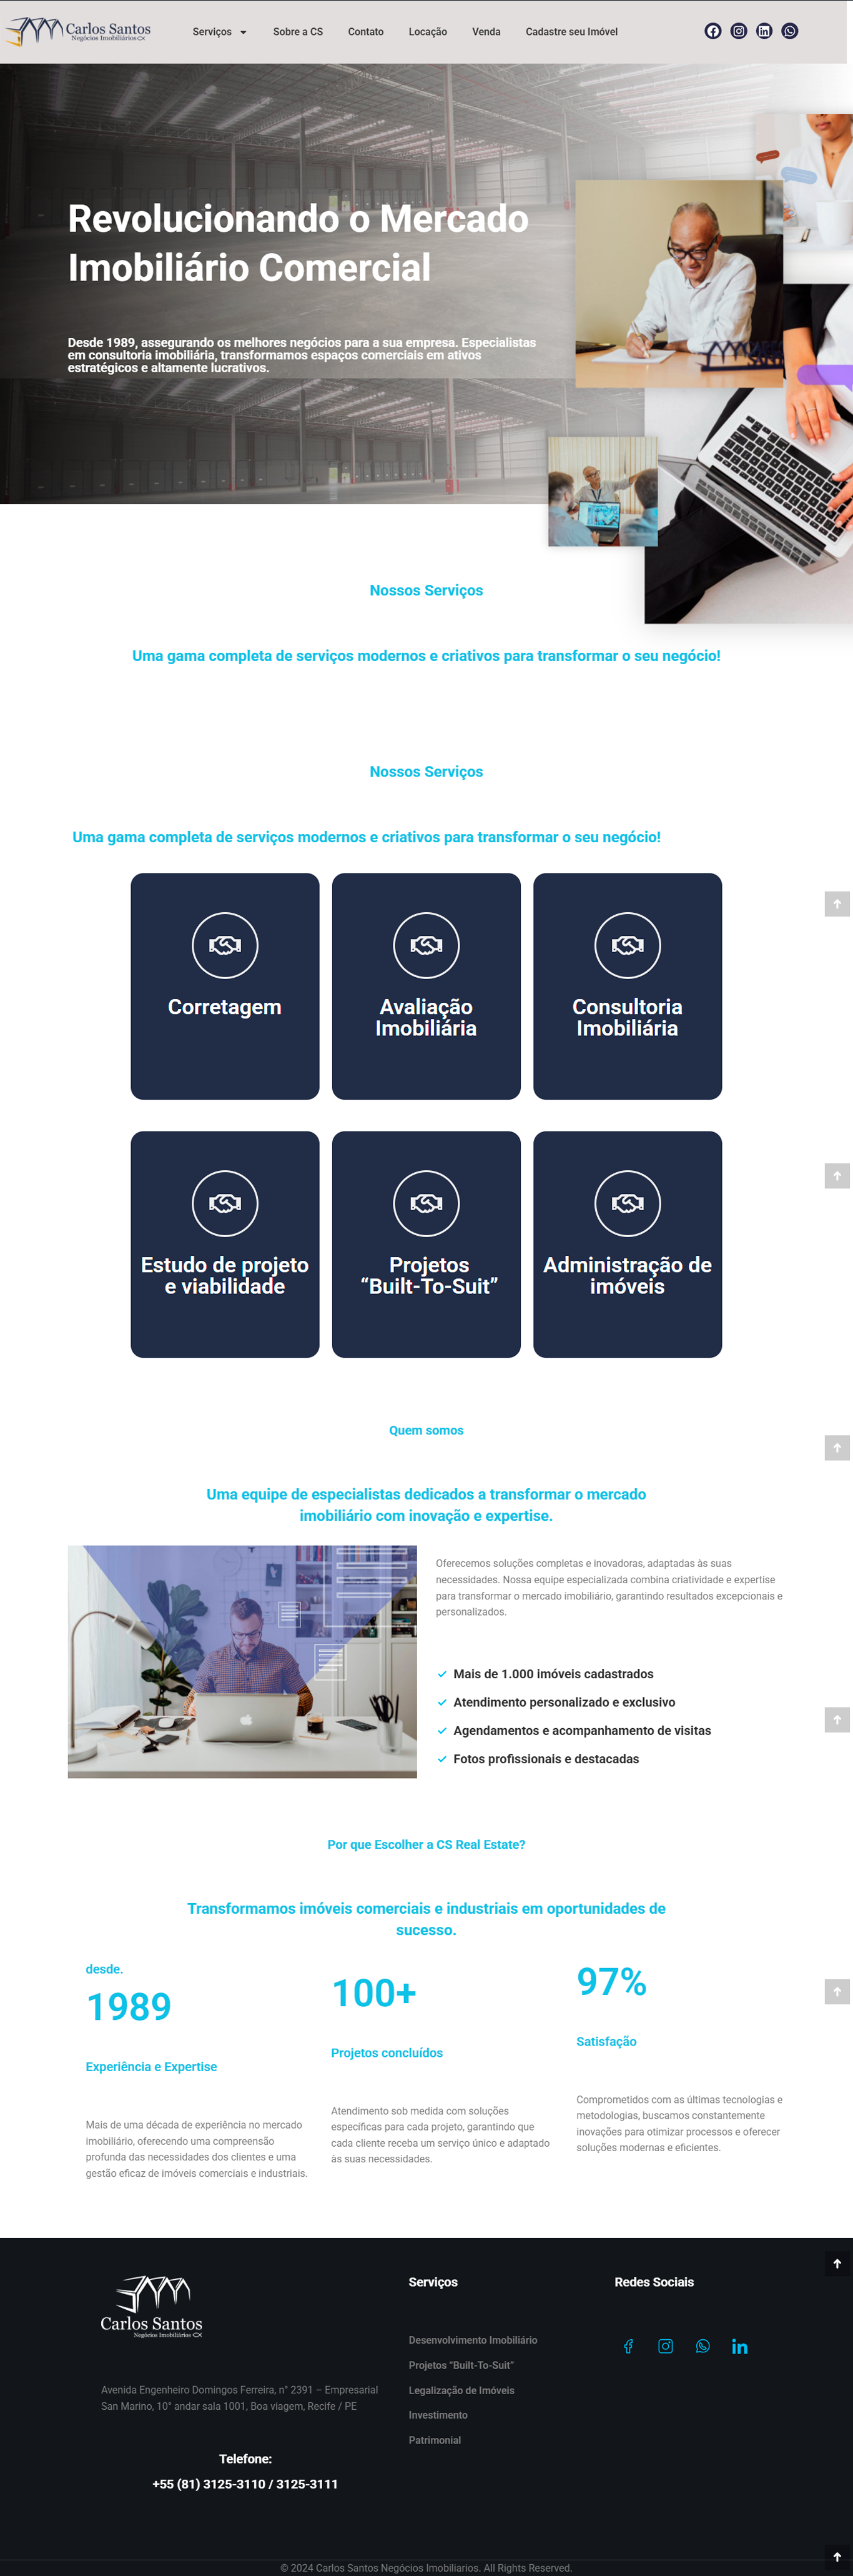 Carlos Santos
Negócios Imobiliários CS
Serviços
Sobre a CS
Contato
Locação
Venda
Cadastre seu Imóvel
Revolucionando o Mercado
Imobiliário Comercial
Desde 1989, assegurando os melhores negócios para a sua empresa. Especialistas
em consultoria imobiliária, transformamos espaços comerciais em ativos
estratégicos e altamente lucrativos.
Nossos Serviços
Uma gama completa de serviços modernos e criativos para transformar o seu negócio!
Nossos Serviços
Uma gama completa de serviços modernos e criativos para transformar o seu negócio!
Corretagem
Avaliação
Imobiliária
Consultoria
Imobiliária
Estudo de projeto
e viabilidade
Projetos
“Built-To-Suit”
Administração de
imóveis
Quem somos
Uma equipe de especialistas dedicados a transformar o mercado
imobiliário com inovação e expertise.
Oferecemos soluções completas e inovadoras, adaptadas às suas
necessidades. Nossa equipe especializada combina criatividade e expertise
para transformar o mercado imobiliário, garantindo resultados excepcionais e
personalizados.
Mais de 1.000 imóveis cadastrados
Atendimento personalizado e exclusivo
Agendamentos e acompanhamento de visitas
Fotos profissionais e destacadas
Por que Escolher a CS Real Estate?
Transformamos imóveis comerciais e industriais em oportunidades de
sucesso.
desde.
1989
Experiência e Expertise
Mais de uma década de experiência no mercado
imobiliário, oferecendo uma compreensão
profunda das necessidades dos clientes e uma
gestão eficaz de imóveis comerciais e industriais.
100+
Projetos concluídos
Atendimento sob medida com soluções
específicas para cada projeto, garantindo que
cada cliente receba um serviço único e adaptado
às suas necessidades.
97%
Satisfação
Comprometidos com as últimas tecnologias e
metodologias, buscamos constantemente
inovações para otimizar processos e oferecer
soluções modernas e eficientes.
Carlos Santos
Negócios Imobiliários CS
Avenida Engenheiro Domingos Ferreira, n° 2391 – Empresarial
San Marino, 10° andar sala 1001, Boa viagem, Recife / PE
Telefone:
+55 (81) 3125-3110 / 3125-3111
Serviços
Desenvolvimento Imobiliário
Projetos “Built-To-Suit”
Legalização de Imóveis
Investimento
Patrimonial
Redes Sociais
© 2024 Carlos Santos Negócios Imobiliarios. All Rights Reserved.